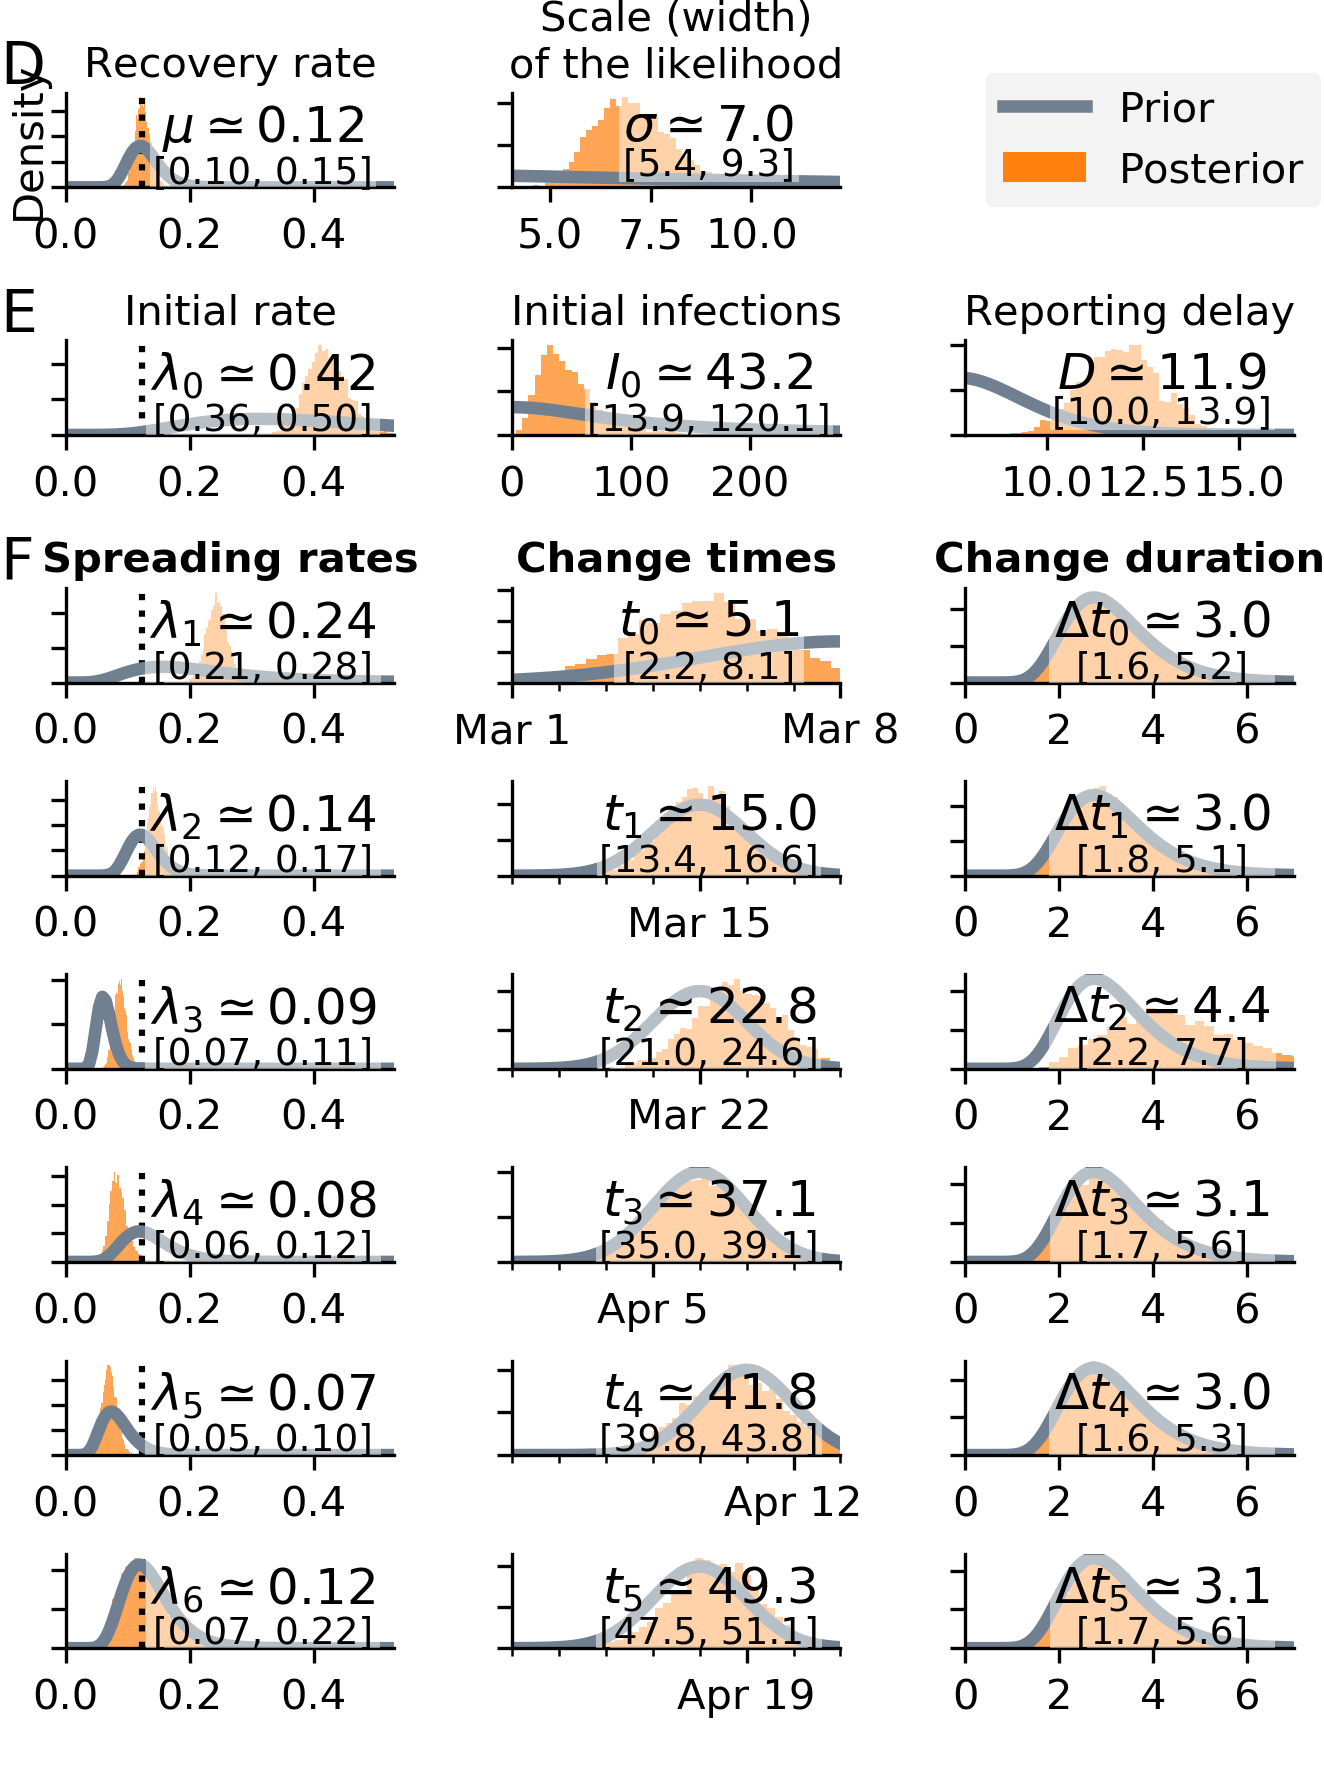 D
Recovery rate
Scale (width)
of the likelihood
Density
μ ≃ 0.12
[0.10, 0.15]
0.0 0.2 0.4
σ ≃ 7.0
[5.4, 9.3]
5.0 7.5 10.0
Prior
Posterior
E
Initial rate
Initial infections
Reporting delay
λ0 ≃ 0.42
[0.36, 0.50]
0.0 0.2 0.4
I0 ≃ 43.2
[13.9, 120.1]
0 100 200
D ≃ 11.9
[10.0, 13.9]
10.0 12.5 15.0
F
Spreading rates
Change times
Change duration
λ1 ≃ 0.24
[0.21, 0.28]
0.0 0.2 0.4
t0 ≃ 5.1
[2.2, 8.1]
Mar 1 Mar 8
Δt0 ≃ 3.0
[1.6, 5.2]
0 2 4 6
λ2 ≃ 0.14
[0.12, 0.17]
0.0 0.2 0.4
t1 ≃ 15.0
[13.4, 16.6]
Mar 15
Δt1 ≃ 3.0
[1.8, 5.1]
0 2 4 6
λ3 ≃ 0.09
[0.07, 0.11]
0.0 0.2 0.4
t2 ≃ 22.8
[21.0, 24.6]
Mar 22
Δt2 ≃ 4.4
[2.2, 7.7]
0 2 4 6
λ4 ≃ 0.08
[0.06, 0.12]
0.0 0.2 0.4
t3 ≃ 37.1
[35.0, 39.1]
Apr 5
Δt3 ≃ 3.1
[1.7, 5.6]
0 2 4 6
λ5 ≃ 0.07
[0.05, 0.10]
0.0 0.2 0.4
t4 ≃ 41.8
[39.8, 43.8]
Apr 12
Δt4 ≃ 3.0
[1.6, 5.3]
0 2 4 6
λ6 ≃ 0.12
[0.07, 0.22]
0.0 0.2 0.4
t5 ≃ 49.3
[47.5, 51.1]
Apr 19
Δt5 ≃ 3.1
[1.7, 5.6]
0 2 4 6